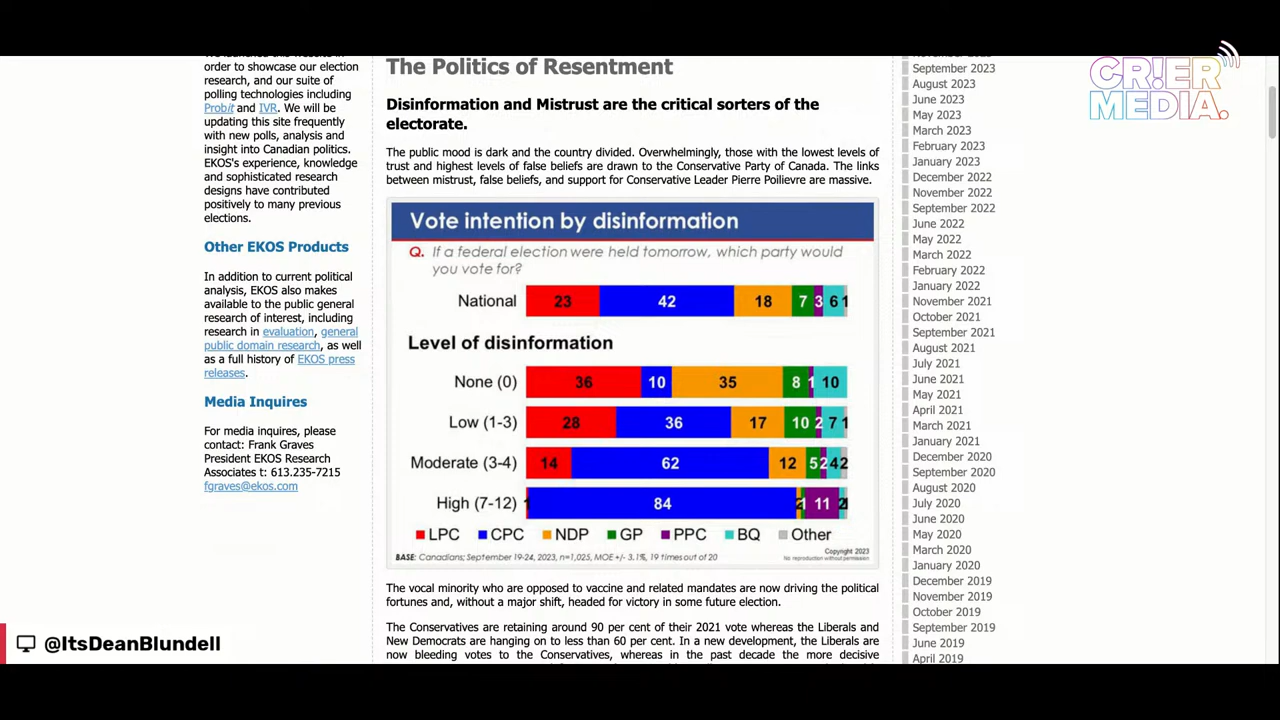 order to showcase our election
research, and our suite of
polling technologies including
Probit and IVR. We will be
updating this site frequently
with new polls, analysis and
insight into Canadian politics.
EKOS's experience, knowledge
and sophisticated research
designs have contributed
positively to many previous
elections.
Other EKOS Products
In addition to current political
analysis, EKOS also makes
available to the public general
research of interest, including
research in evaluation, general
public domain research, as well
as a full history of EKOS press
releases.
Media Inquires
For media inquires, please
contact: Frank Graves
President EKOS Research
Associates t: 613.235-7215
fgraves@ekos.com
@ItsDeanBlundell
The Politics of Resentment
Disinformation and Mistrust are the critical sorters of the
electorate.
The public mood is dark and the country divided. Overwhelmingly, those with the lowest levels of
trust and highest levels of false beliefs are drawn to the Conservative Party of Canada. The links
between mistrust, false beliefs, and support for Conservative Leader Pierre Poilievre are massive.
Vote intention by disinformation
Q. If a federal election were held tomorrow, which party would
you vote for?
National 23 42 18 7 3 6 1
Level of disinformation
None (0) 36 10 35 8 1 10
Low (1-3) 28 36 17 10 2 7 1
Moderate (3-4) 14 62 12 5 2 4 2
High (7-12) 1 84 2 1 11
LPC CPC NDP GP PPC BQ Other
BASE: Canadians; September 19-24, 2023, n=1,025, MOE +/- 3.1%, 19 times out of 20
Copyright 2023
No reproduction without permission
The vocal minority who are opposed to vaccine and related mandates are now driving the political
fortunes and, without a major shift, headed for victory in some future election.
The Conservatives are retaining around 90 per cent of their 2021 vote whereas the Liberals and
New Democrats are hanging on to less than 60 per cent. In a new development, the Liberals are
now bleeding votes to the Conservatives, whereas in the past decade the more decisive
September 2023
August 2023
June 2023
May 2023
March 2023
February 2023
January 2023
December 2022
November 2022
September 2022
June 2022
May 2022
March 2022
February 2022
January 2022
November 2021
October 2021
September 2021
August 2021
July 2021
June 2021
May 2021
April 2021
March 2021
January 2021
December 2020
September 2020
August 2020
July 2020
June 2020
May 2020
March 2020
January 2020
December 2019
November 2019
October 2019
September 2019
June 2019
April 2019
CR!ER
MEDIA.